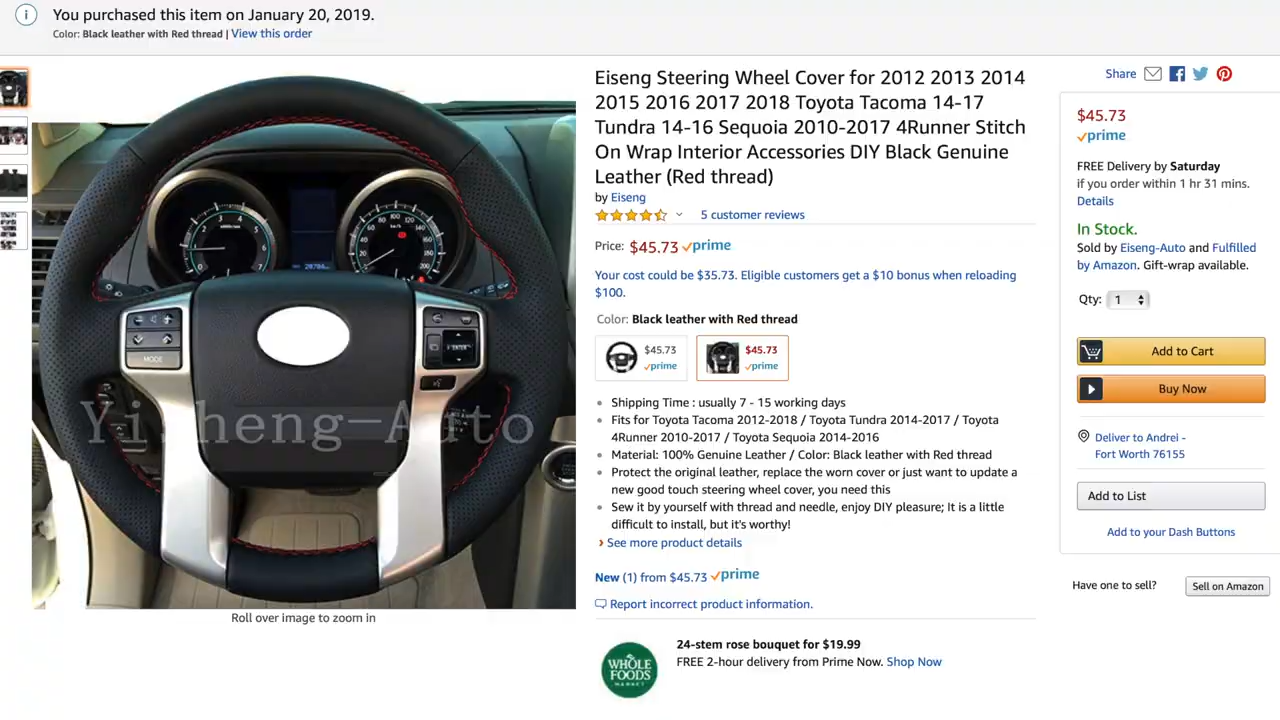 You purchased this item on January 20, 2019.
Color: Black leather with Red thread | View this order
Eiseng Steering Wheel Cover for 2012 2013 2014
2015 2016 2017 2018 Toyota Tacoma 14-17
Tundra 14-16 Sequoia 2010-2017 4Runner Stitch
On Wrap Interior Accessories DIY Black Genuine
Leather (Red thread)
by Eiseng
5 customer reviews
Price: $45.73 prime
Your cost could be $35.73. Eligible customers get a $10 bonus when reloading
$100.
Color: Black leather with Red thread
$45.73
prime
$45.73
prime
Shipping Time : usually 7 - 15 working days
Fits for Toyota Tacoma 2012-2018 / Toyota Tundra 2014-2017 / Toyota
4Runner 2010-2017 / Toyota Sequoia 2014-2016
Material: 100% Genuine Leather / Color: Black leather with Red thread
Protect the original leather, replace the worn cover or just want to update a
new good touch steering wheel cover, you need this
Sew it by yourself with thread and needle, enjoy DIY pleasure; It is a little
difficult to install, but it's worthy!
See more product details
New (1) from $45.73 prime
Report incorrect product information.
WHOLE
FOODS
MARKET
24-stem rose bouquet for $19.99
FREE 2-hour delivery from Prime Now. Shop Now
MODE
ENTER
Yisheng-Auto
Roll over image to zoom in
Share
$45.73
prime
FREE Delivery by Saturday
if you order within 1 hr 31 mins.
Details
In Stock.
Sold by Eiseng-Auto and Fulfilled
by Amazon. Gift-wrap available.
Qty: 1
Add to Cart
Buy Now
Deliver to Andrei -
Fort Worth 76155
Add to List
Add to your Dash Buttons
Have one to sell?
Sell on Amazon